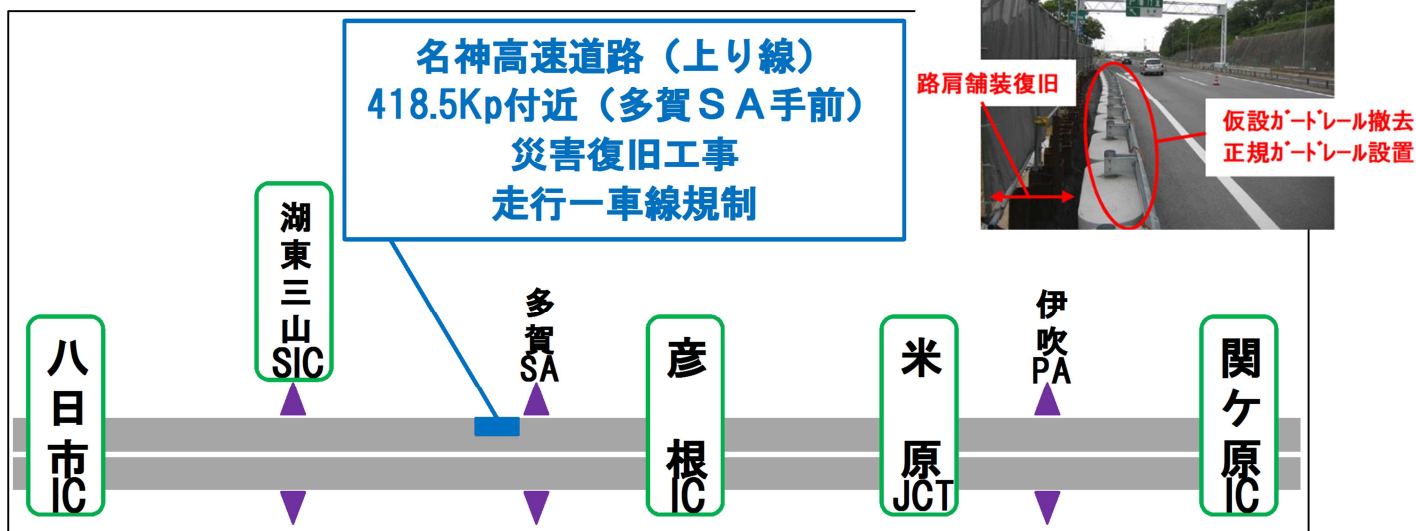 名神高速道路（上り線）
418.5Kp付近（多賀ＳＡ手前）
災害復旧工事
走行一車線規制
路肩舗装復旧
仮設ｶﾞｰﾄﾞﾚｰﾙ撤去
正規ｶﾞｰﾄﾞﾚｰﾙ設置
八日市IC
湖東三山SIC
多賀SA
彦根IC
米原JCT
伊吹PA
関ケ原IC